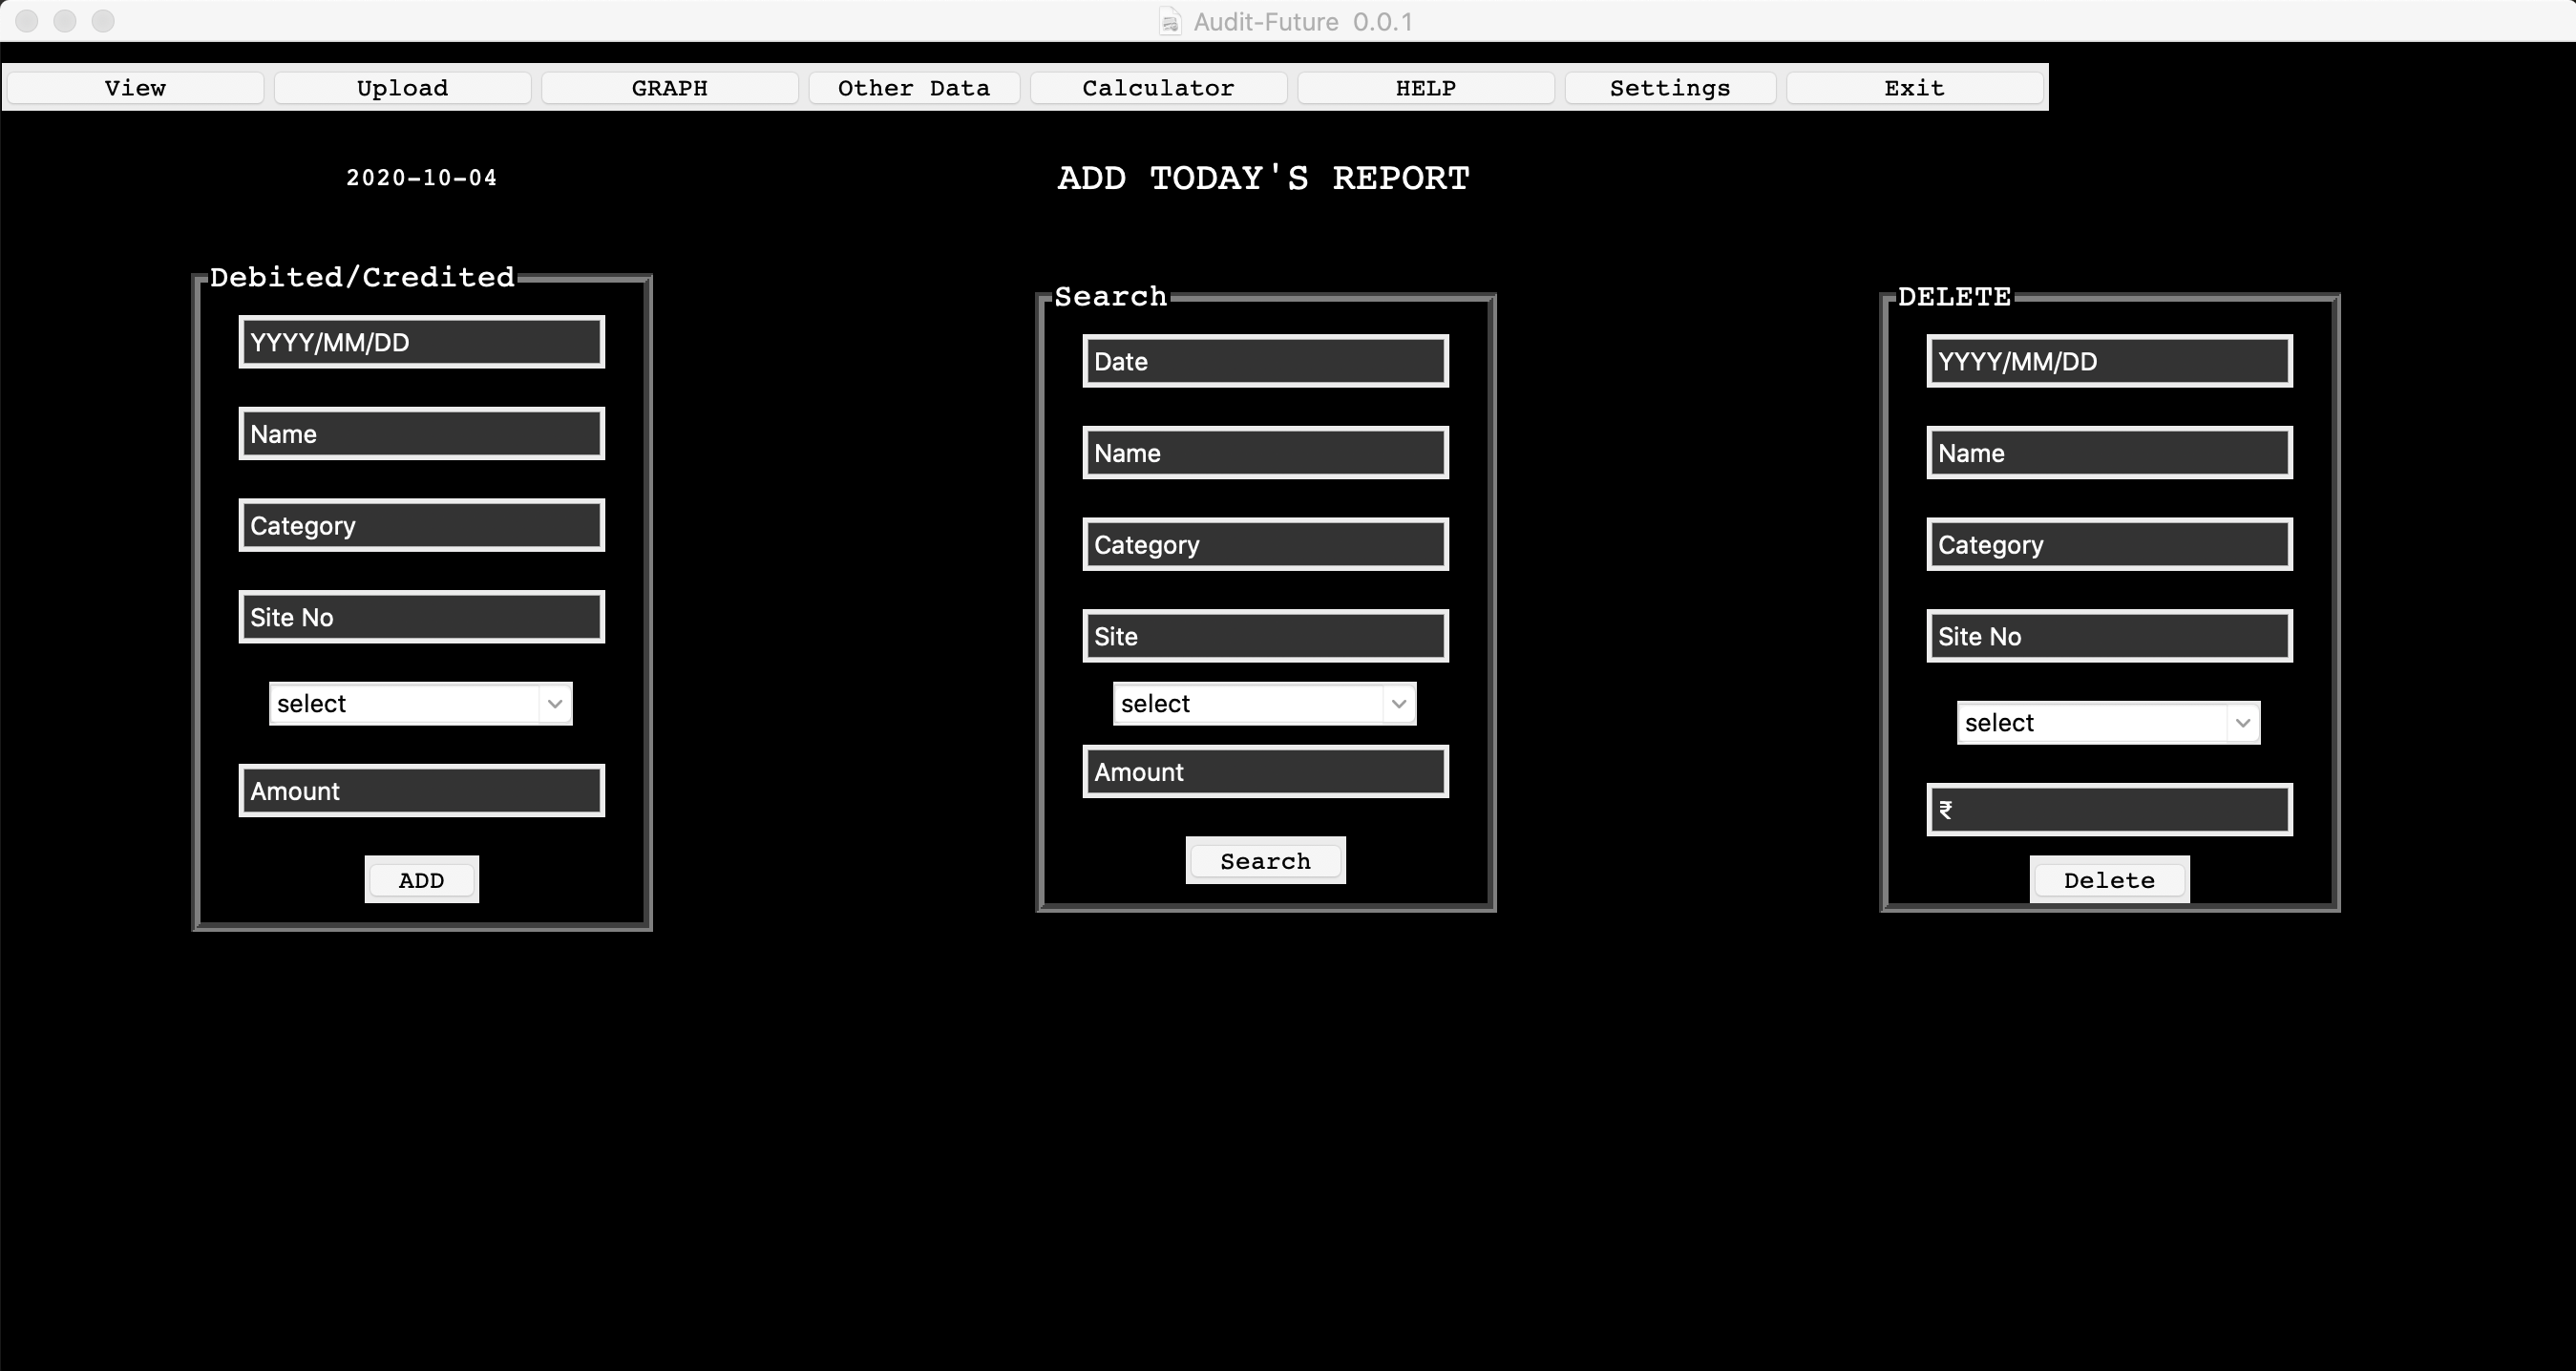 Audit-Future 0.0.1
View Upload GRAPH Other Data Calculator HELP Settings Exit
2020-10-04
ADD TODAY'S REPORT
Debited/Credited
YYYY/MM/DD
Name
Category
Site No
select
Amount
ADD
Search
Date
Name
Category
Site
select
Amount
Search
DELETE
YYYY/MM/DD
Name
Category
Site No
select
₹
Delete